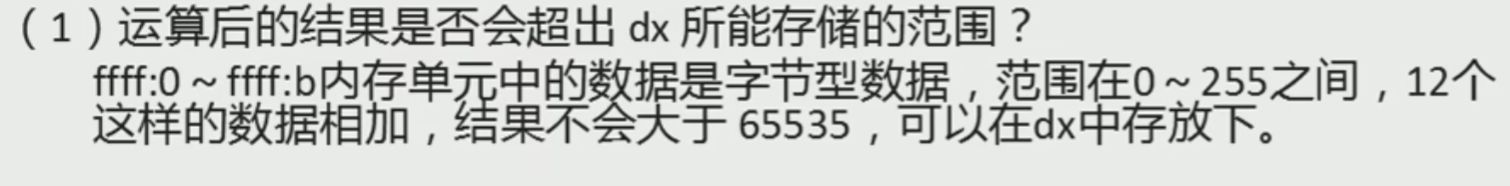 （1）运算后的结果是否会超出 dx 所能存储的范围？
ffff:0～ffff:b内存单元中的数据是字节型数据，范围在0～255之间，12个
这样的数据相加，结果不会大于 65535，可以在dx中存放下。